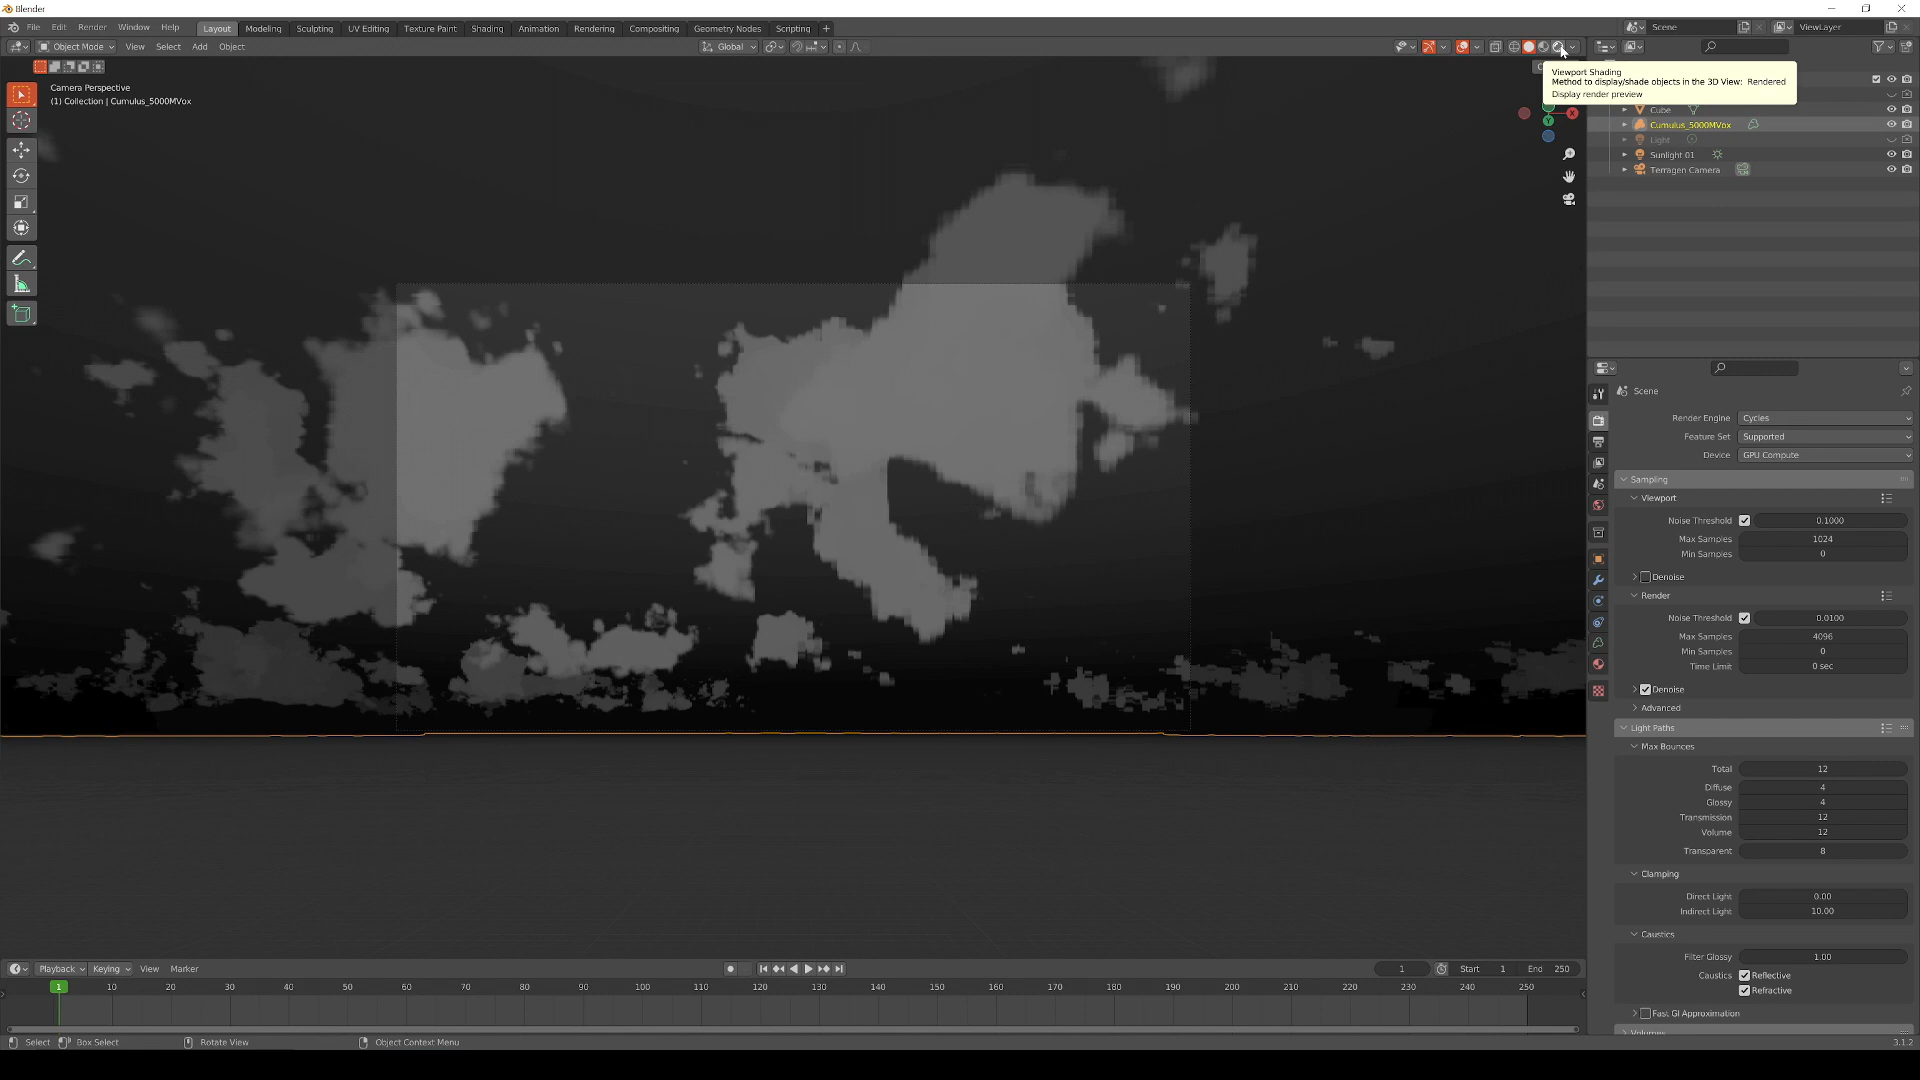 Blender
File Edit Render Window Help Layout Modeling Sculpting UV Editing Texture Paint Shading Animation Rendering Compositing Geometry Nodes Scripting + Scene ViewLayer
Object Mode View Select Add Object Global
Camera Perspective
(1) Collection | Cumulus_5000MVox
Viewport Shading
Method to display/shade objects in the 3D View: Rendered
Display render preview
X
Y
Cube
Cumulus_5000MVox
Light
Sunlight 01
Terragen Camera
Scene
Render Engine Cycles
Feature Set Supported
Device GPU Compute
Sampling
Viewport
Noise Threshold 0.1000
Max Samples 1024
Min Samples 0
Denoise
Render
Noise Threshold 0.0100
Max Samples 4096
Min Samples 0
Time Limit 0 sec
Denoise
Advanced
Light Paths
Max Bounces
Total 12
Diffuse 4
Glossy 4
Transmission 12
Volume 12
Transparent 8
Clamping
Direct Light 0.00
Indirect Light 10.00
Caustics
Filter Glossy 1.00
Caustics Reflective
Refractive
Fast GI Approximation
Volumes
Playback Keying View Marker 1 Start 1 End 250
1 10 20 30 40 50 60 70 80 90 100 110 120 130 140 150 160 170 180 190 200 210 220 230 240 250
Select Box Select Rotate View Object Context Menu 3.1.2